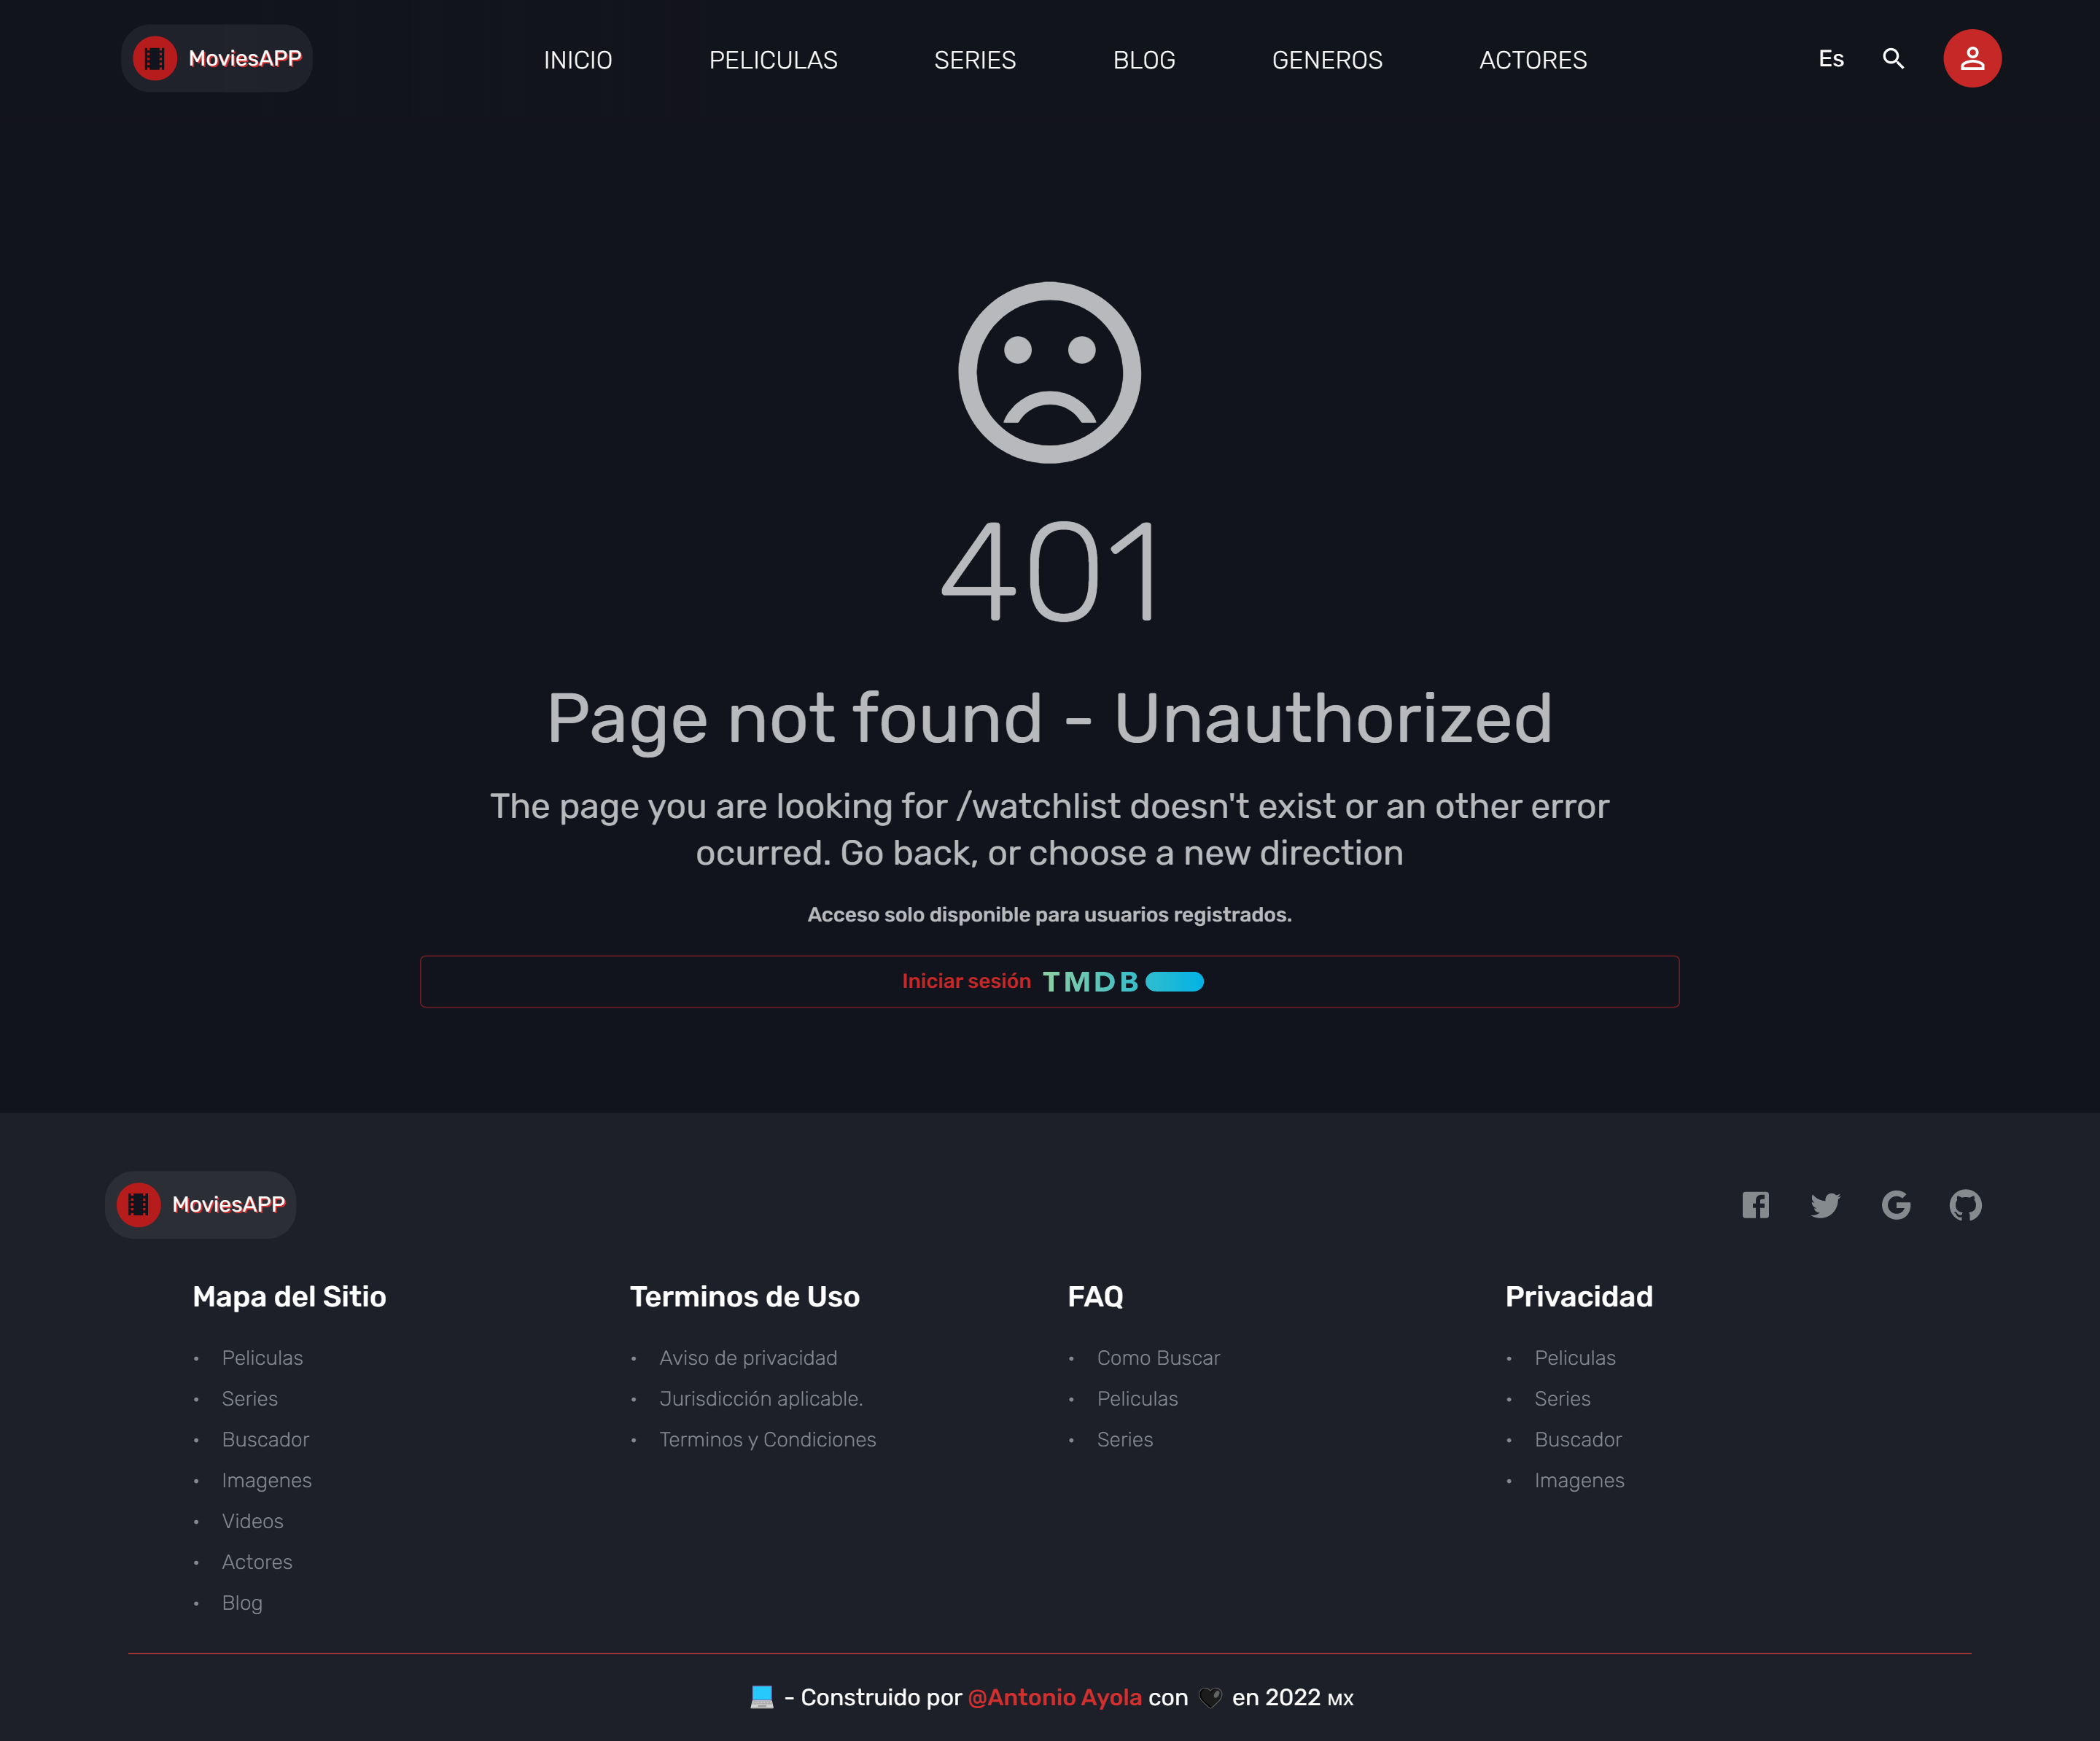 MoviesAPP
INICIO PELICULAS SERIES BLOG GENEROS ACTORES Es
401
Page not found - Unauthorized
The page you are looking for /watchlist doesn't exist or an other error
ocurred. Go back, or choose a new direction
Acceso solo disponible para usuarios registrados.
Iniciar sesión TMDB
MoviesAPP
Mapa del Sitio
• Peliculas
• Series
• Buscador
• Imagenes
• Videos
• Actores
• Blog
Terminos de Uso
• Aviso de privacidad
• Jurisdicción aplicable.
• Terminos y Condiciones
FAQ
• Como Buscar
• Peliculas
• Series
Privacidad
• Peliculas
• Series
• Buscador
• Imagenes
💻 - Construido por @Antonio Ayola con 🖤 en 2022 MX